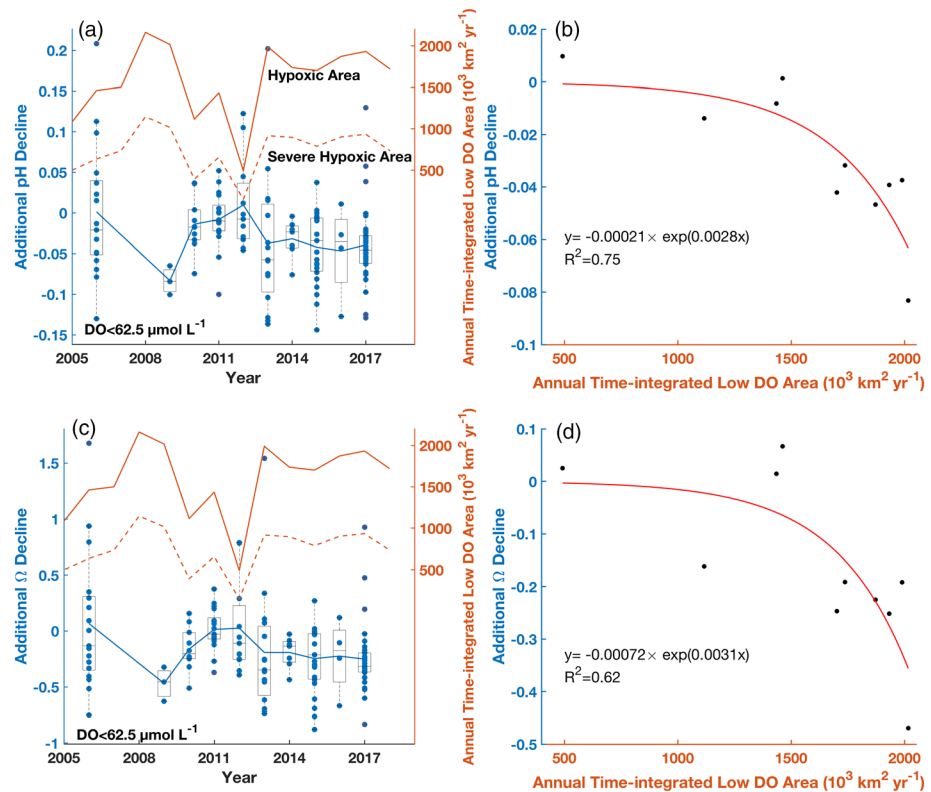 (a)
Additional pH Decline
0.2
0.15
0.1
0.05
0
-0.05
-0.1
-0.15
Hypoxic Area
Severe Hypoxic Area
DO<62.5 µmol L⁻¹
2005
2008
2011
2014
2017
Year
2000
1500
1000
500
Annual Time-integrated Low DO Area (10³ km² yr⁻¹)
(b)
Additional pH Decline
0.02
0
-0.02
-0.04
-0.06
-0.08
-0.1
y= -0.00021× exp(0.0028x)
R²=0.75
500
1000
1500
2000
Annual Time-integrated Low DO Area (10³ km² yr⁻¹)
(c)
Additional Ω Decline
1.5
1
0.5
0
-0.5
-1
DO<62.5 µmol L⁻¹
2005
2008
2011
2014
2017
Year
2000
1500
1000
500
Annual Time-integrated Low DO Area (10³ km² yr⁻¹)
(d)
Additional Ω Decline
0.1
0
-0.1
-0.2
-0.3
-0.4
-0.5
y= -0.00072× exp(0.0031x)
R²=0.62
500
1000
1500
2000
Annual Time-integrated Low DO Area (10³ km² yr⁻¹)